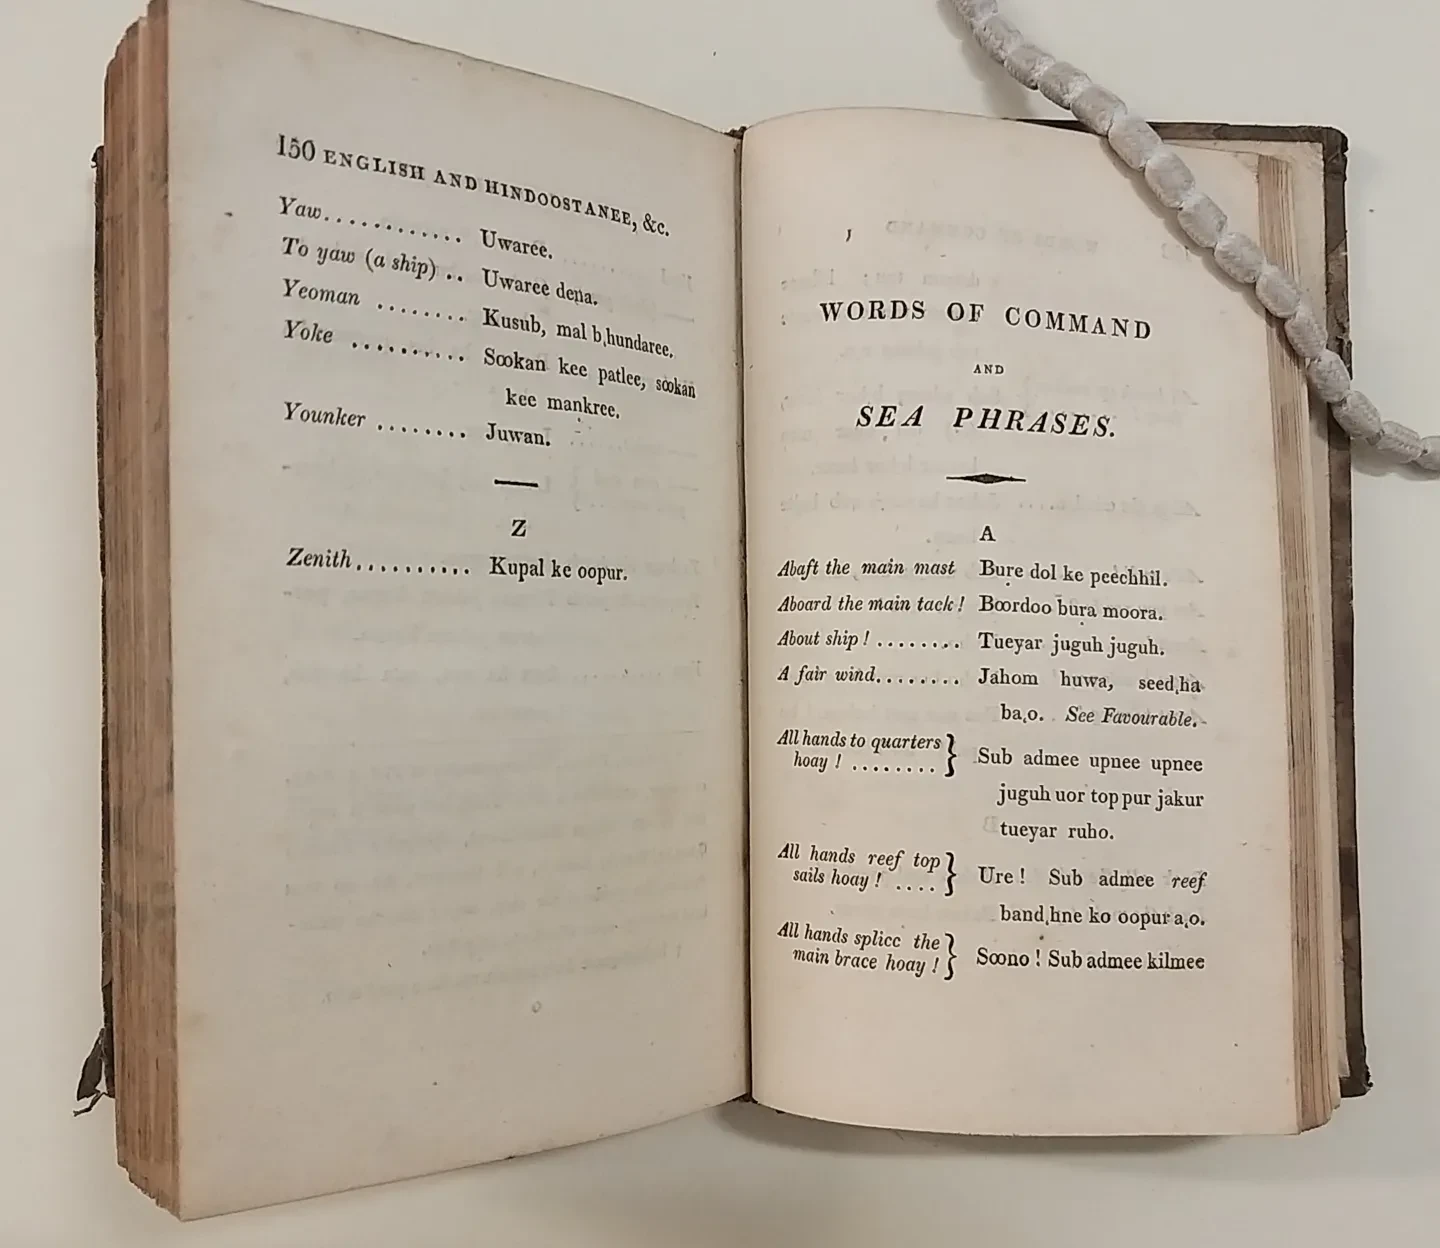 150 ENGLISH AND HINDOOSTANEE, &c.
Yaw............ Uwaree.
To yaw (a ship) .. Uwaree dena.
Yeoman ........ Kusub, mal b,hundaree.
Yoke .......... Sookan kee patlee, sookan
kee mankree.
Younker ........ Juwan.
Z
Zenith.......... Kupal ke oopur.
WORDS OF COMMAND
AND
SEA PHRASES.
A
Abaft the main mast Bure dol ke peechhil.
Aboard the main tack! Boordoo bura moora.
About ship! ........ Tueyar juguh juguh.
A fair wind........ Jahom huwa, seed,ha
ba,o. See Favourable.
All hands to quarters
hoay! ........ } Sub admee upnee upnee
juguh uor top pur jakur
tueyar ruho.
All hands reef top
sails hoay! .... } Ure! Sub admee reef
band,hne ko oopur a,o.
All hands splice the
main brace hoay! } Soono! Sub admee kilmee